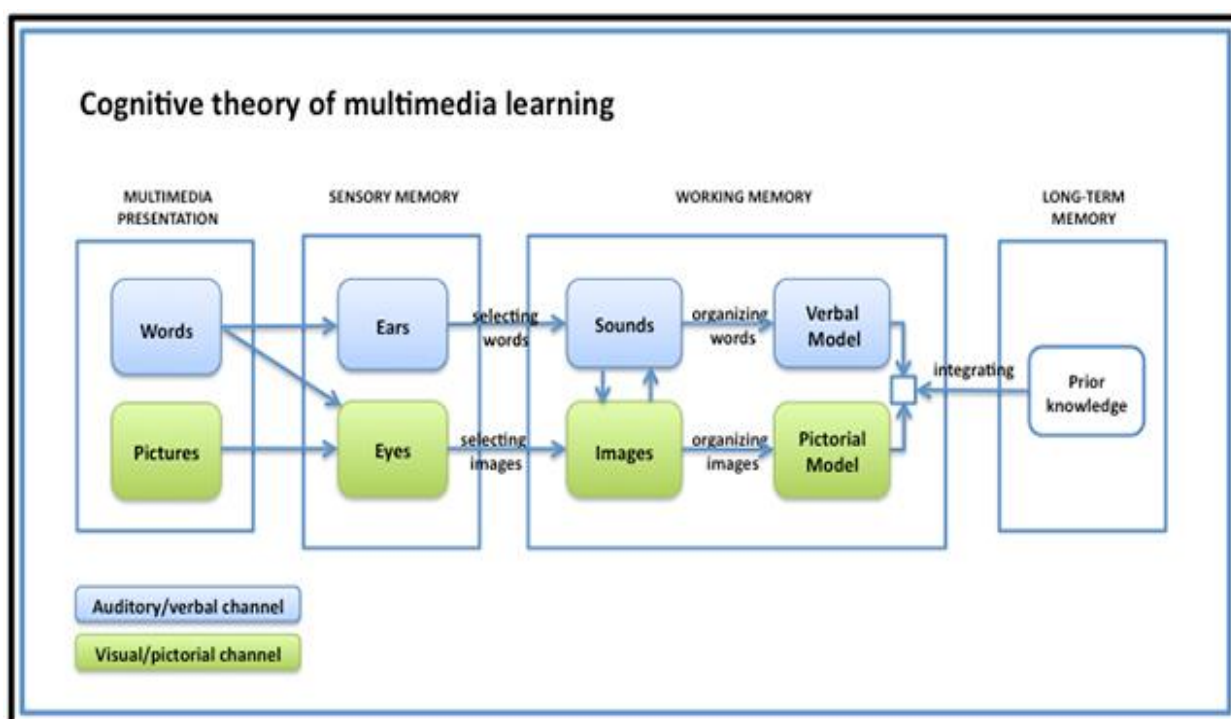 Cognitive theory of multimedia learning
MULTIMEDIA
PRESENTATION
SENSORY MEMORY
WORKING MEMORY
LONG-TERM
MEMORY
Words
Ears
selecting
words
Sounds
organizing
words
Verbal
Model
integrating
Prior
knowledge
Pictures
Eyes
selecting
images
Images
organizing
images
Pictorial
Model
Auditory/verbal channel
Visual/pictorial channel